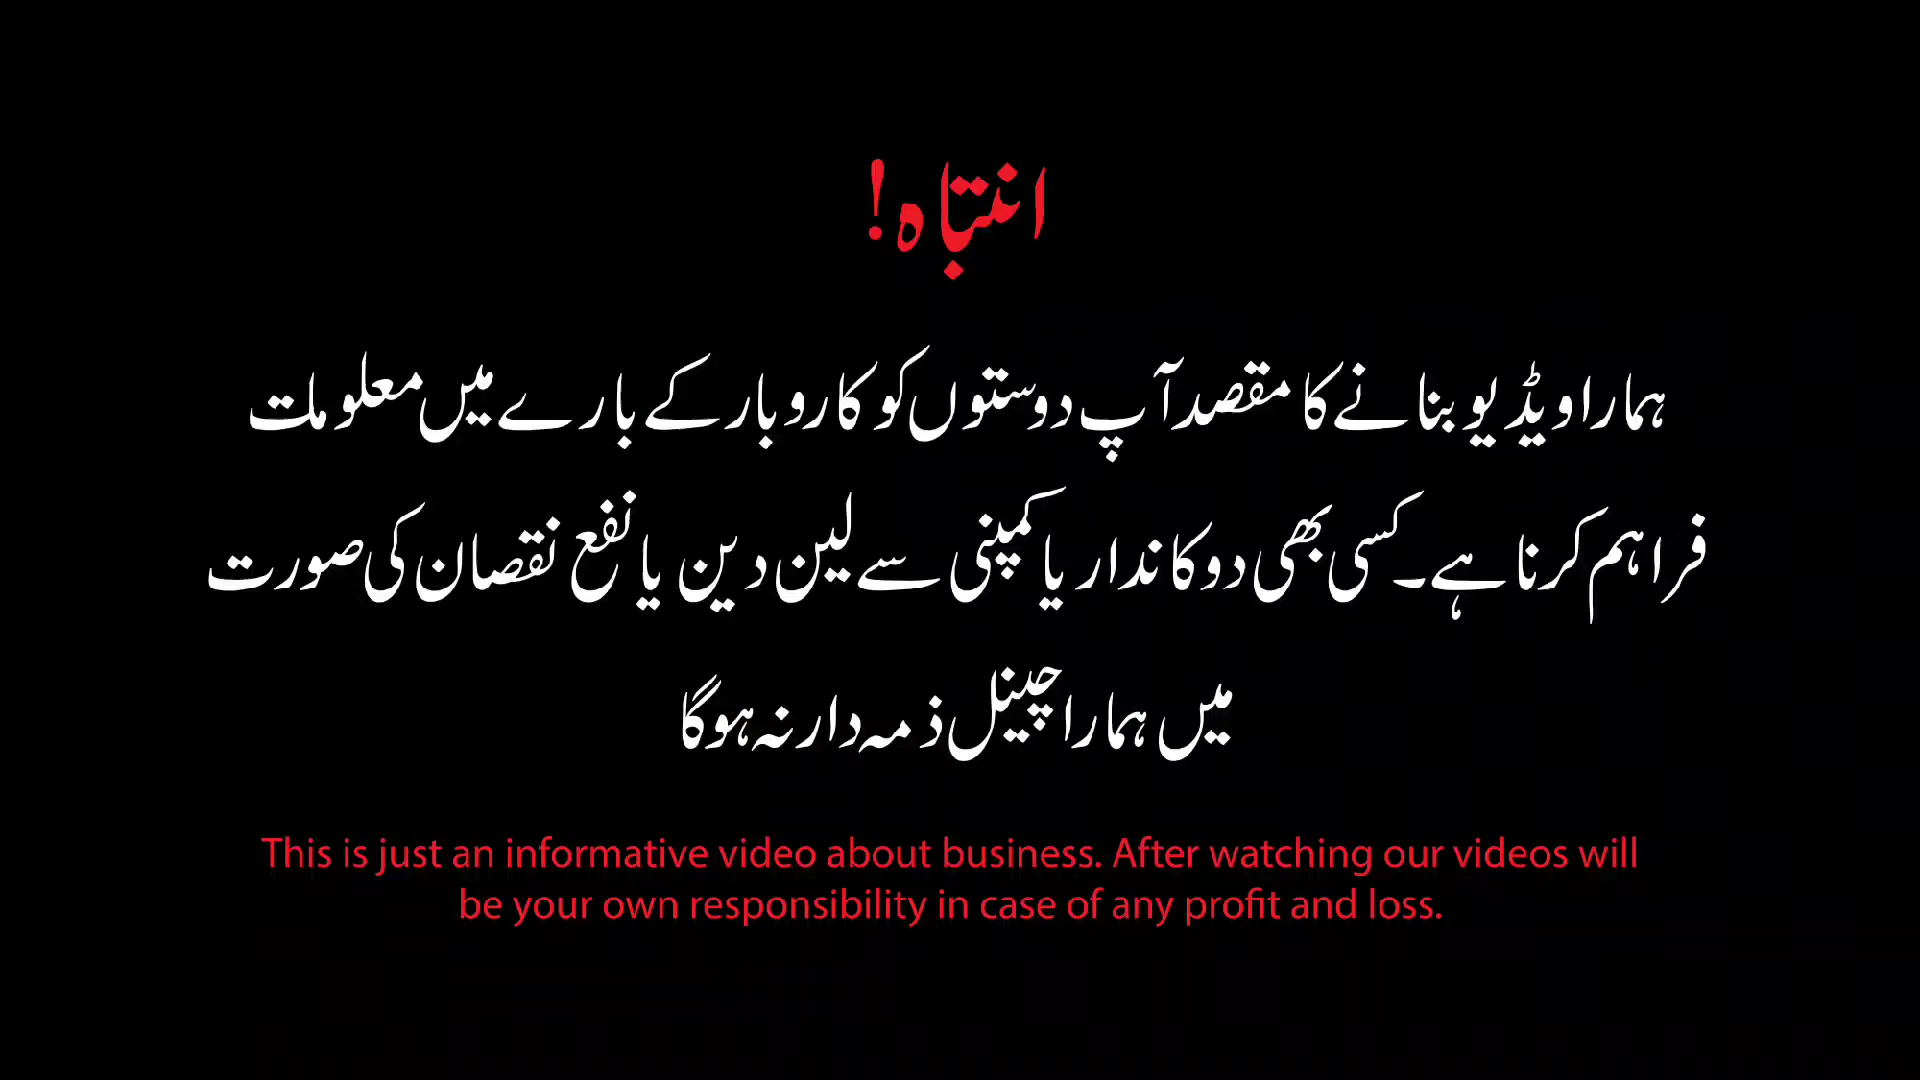 انتباہ!
ہمارا ویڈیو بنانے کا مقصد آپ دوستوں کو کاروبار کے بارے میں معلومات
فراہم کرنا ہے۔ کسی بھی دوکاندار یا کمپنی سے لین دین یا نفع نقصان کی صورت
میں ہمارا چینل ذمہ دار نہ ہوگا
This is just an informative video about business. After watching our videos will
be your own responsibility in case of any profit and loss.